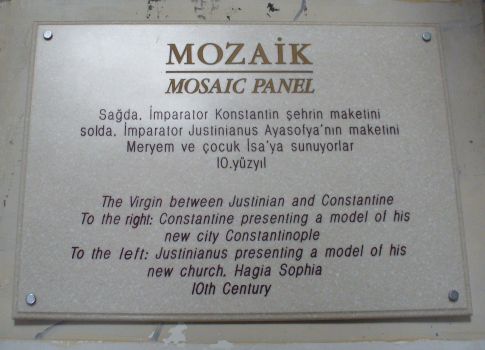 MOZAİK
MOSAIC PANEL
Sağda, İmparator Konstantin şehrin maketini
solda, İmparator Justinianus Ayasofya'nın maketini
Meryem ve çocuk İsa'ya sunuyorlar
10.yüzyıl
The Virgin between Justinian and Constantine
To the right: Constantine presenting a model of his
new city Constantinople
To the left: Justinianus presenting a model of his
new church, Hagia Sophia
10th Century